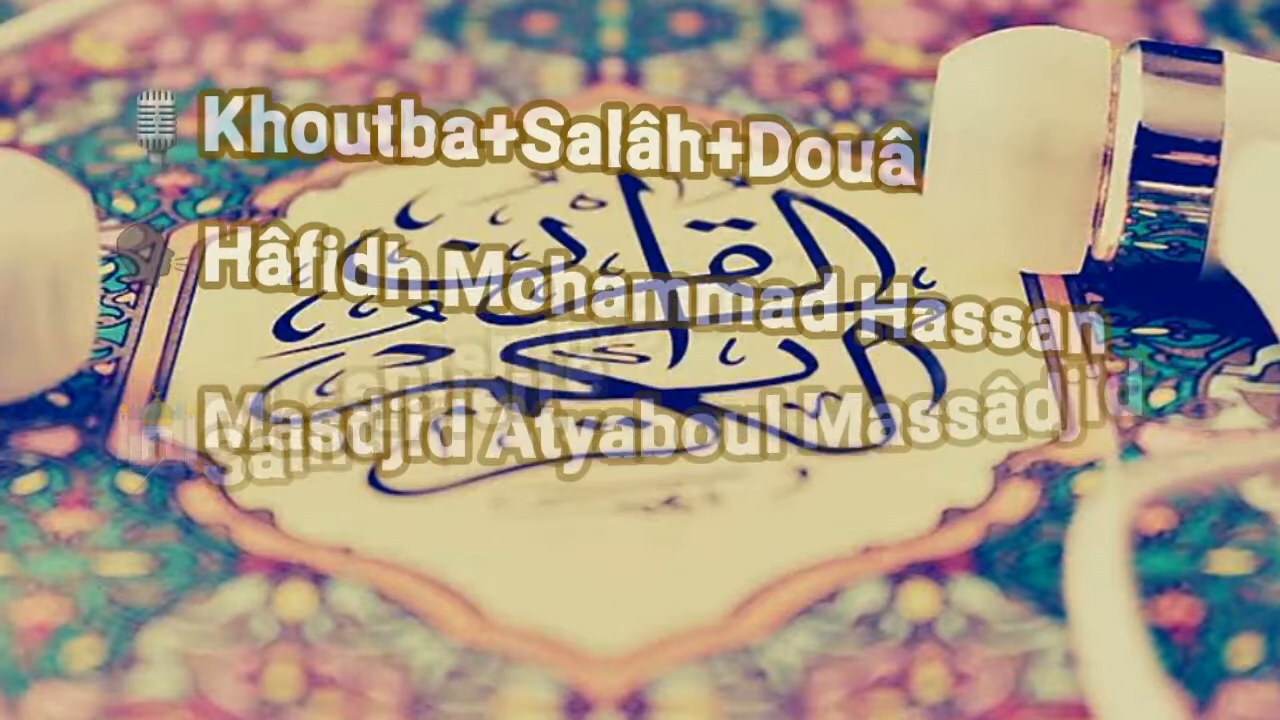 🎙 Khoutba+Salâh+Douâ
Hâfidh Mohammad Hassan
Masdjid Atyaboul Massâdjid
القرآن
الكريم